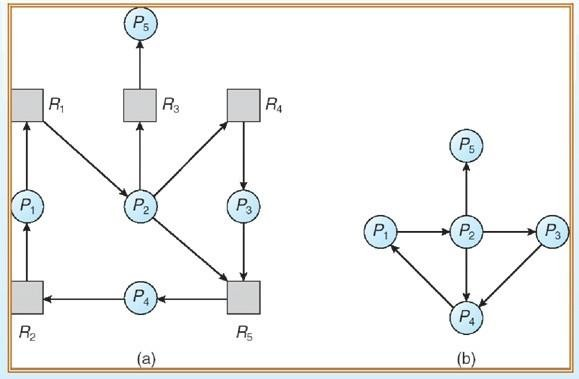 P5
R1 R3 R4
P5
P1 P2 P3 P1 P2 P3
P4 P4
R2 R5
(a) (b)